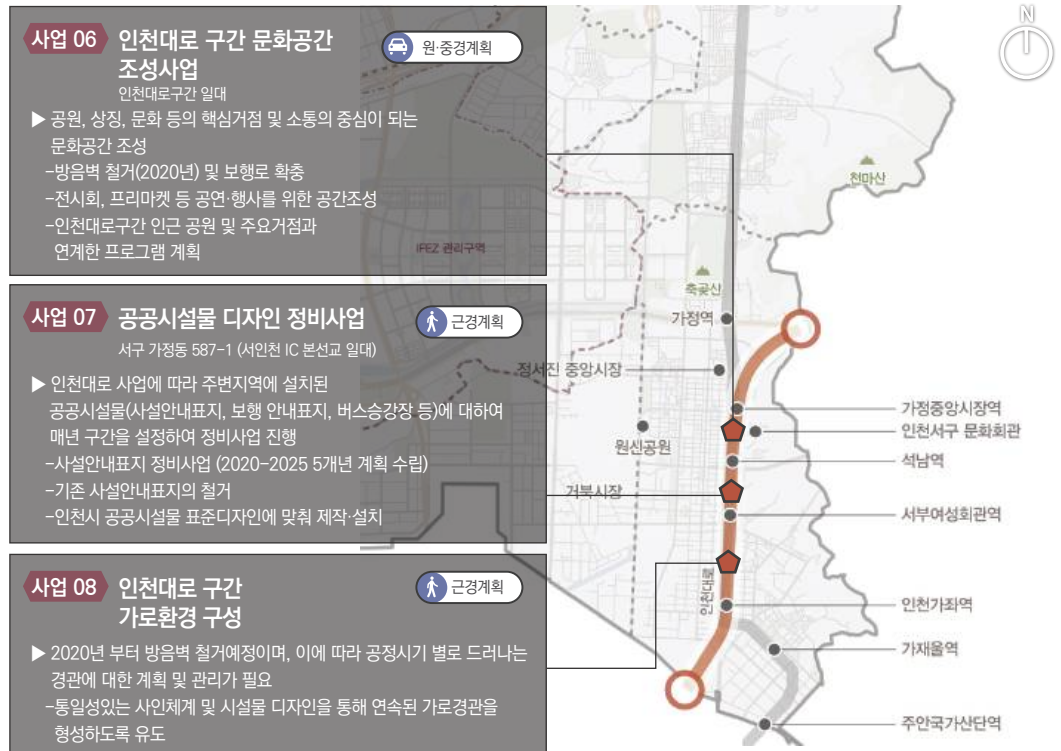 사업 06 인천대로 구간 문화공간
조성사업
원·중경계획
인천대로구간 일대
▶ 공원, 상징, 문화 등의 핵심거점 및 소통의 중심이 되는
문화공간 조성
-방음벽 철거(2020년) 및 보행로 확충
-전시회, 프리마켓 등 공연·행사를 위한 공간조성
-인천대로구간 인근 공원 및 주요거점과
연계한 프로그램 계획
사업 07 공공시설물 디자인 정비사업
근경계획
서구 가정동 587-1 (서인천 IC 본선교 일대)
▶ 인천대로 사업에 따라 주변지역에 설치된
공공시설물(사설안내표지, 보행 안내표지, 버스승강장 등)에 대하여
매년 구간을 설정하여 정비사업 진행
-사설안내표지 정비사업 (2020-2025 5개년 계획 수립)
-기존 사설안내표지의 철거
-인천시 공공시설물 표준디자인에 맞춰 제작·설치
사업 08 인천대로 구간
가로환경 구성
근경계획
▶ 2020년 부터 방음벽 철거예정이며, 이에 따라 공정시기 별로 드러나는
경관에 대한 계획 및 관리가 필요
-통일성있는 사인체계 및 시설물 디자인을 통해 연속된 가로경관을
형성하도록 유도
N
천마산
IFEZ 관리구역
축곶산
가정역
정서진 중앙시장
가정중앙시장역
인천서구 문화회관
원신공원
석남역
거북시장
서부여성회관역
인천대로
인천가좌역
가재울역
주안국가산단역